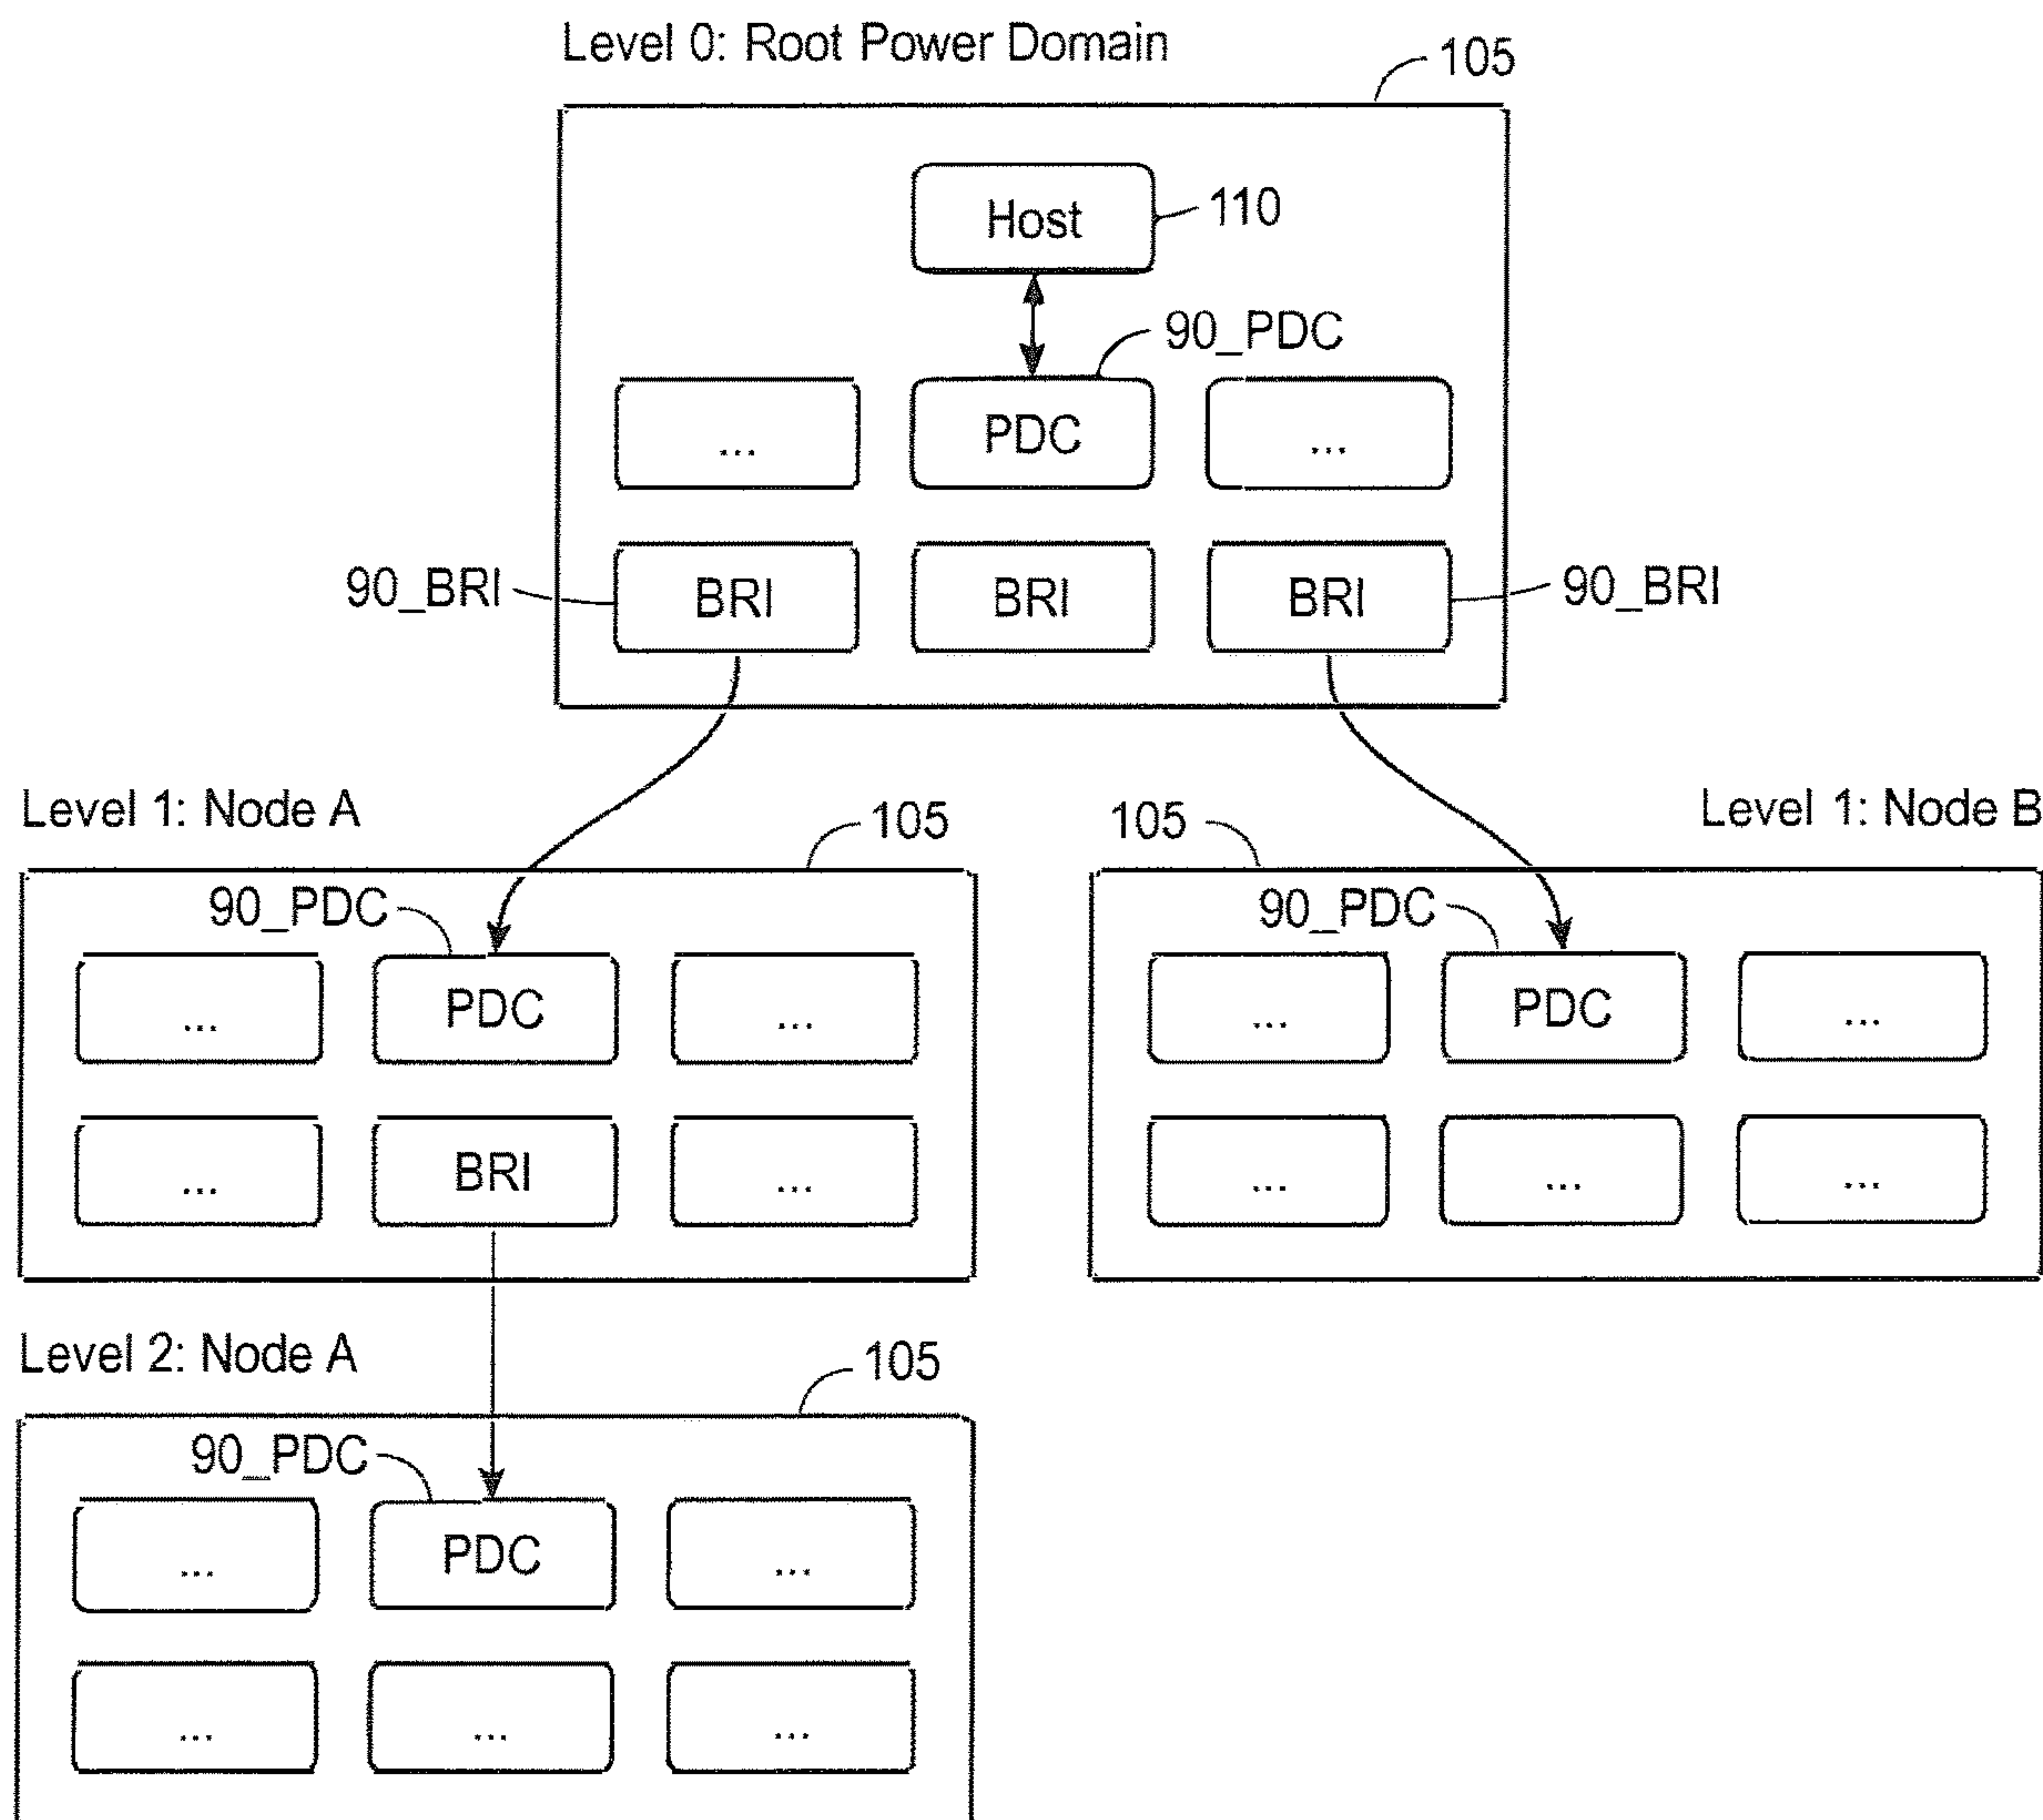 Level 0: Root Power Domain
105
Host
110
90_PDC
...
PDC
...
90_BRI
BRI
BRI
BRI
90_BRI
Level 1: Node A
105
105
Level 1: Node B
90_PDC
90_PDC
...
PDC
...
...
PDC
...
...
BRI
...
...
...
...
Level 2: Node A
105
90_PDC
...
PDC
...
...
...
...